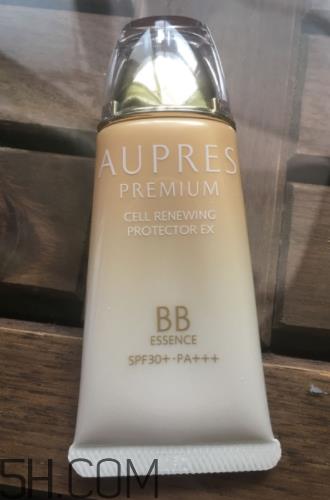 AUPRES
PREMIUM
CELL RENEWING
PROTECTOR EX
BB
ESSENCE
SPF30+·PA+++
5H.COM